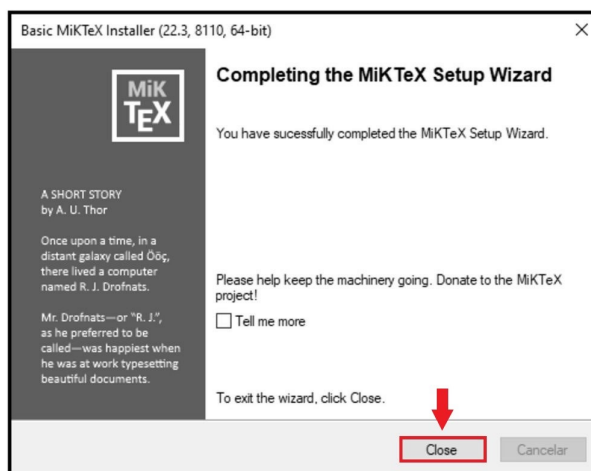 Basic MiKTeX Installer (22.3, 8110, 64-bit)
MiK
TEX
A SHORT STORY
by A. U. Thor
Once upon a time, in a
distant galaxy called Ööç,
there lived a computer
named R. J. Drofnats.
Mr. Drofnats—or “R. J.”,
as he preferred to be
called—was happiest when
he was at work typesetting
beautiful documents.
Completing the MiKTeX Setup Wizard
You have sucessfully completed the MiKTeX Setup Wizard.
Please help keep the machinery going. Donate to the MiKTeX
project!
Tell me more
To exit the wizard, click Close.
Close
Cancelar